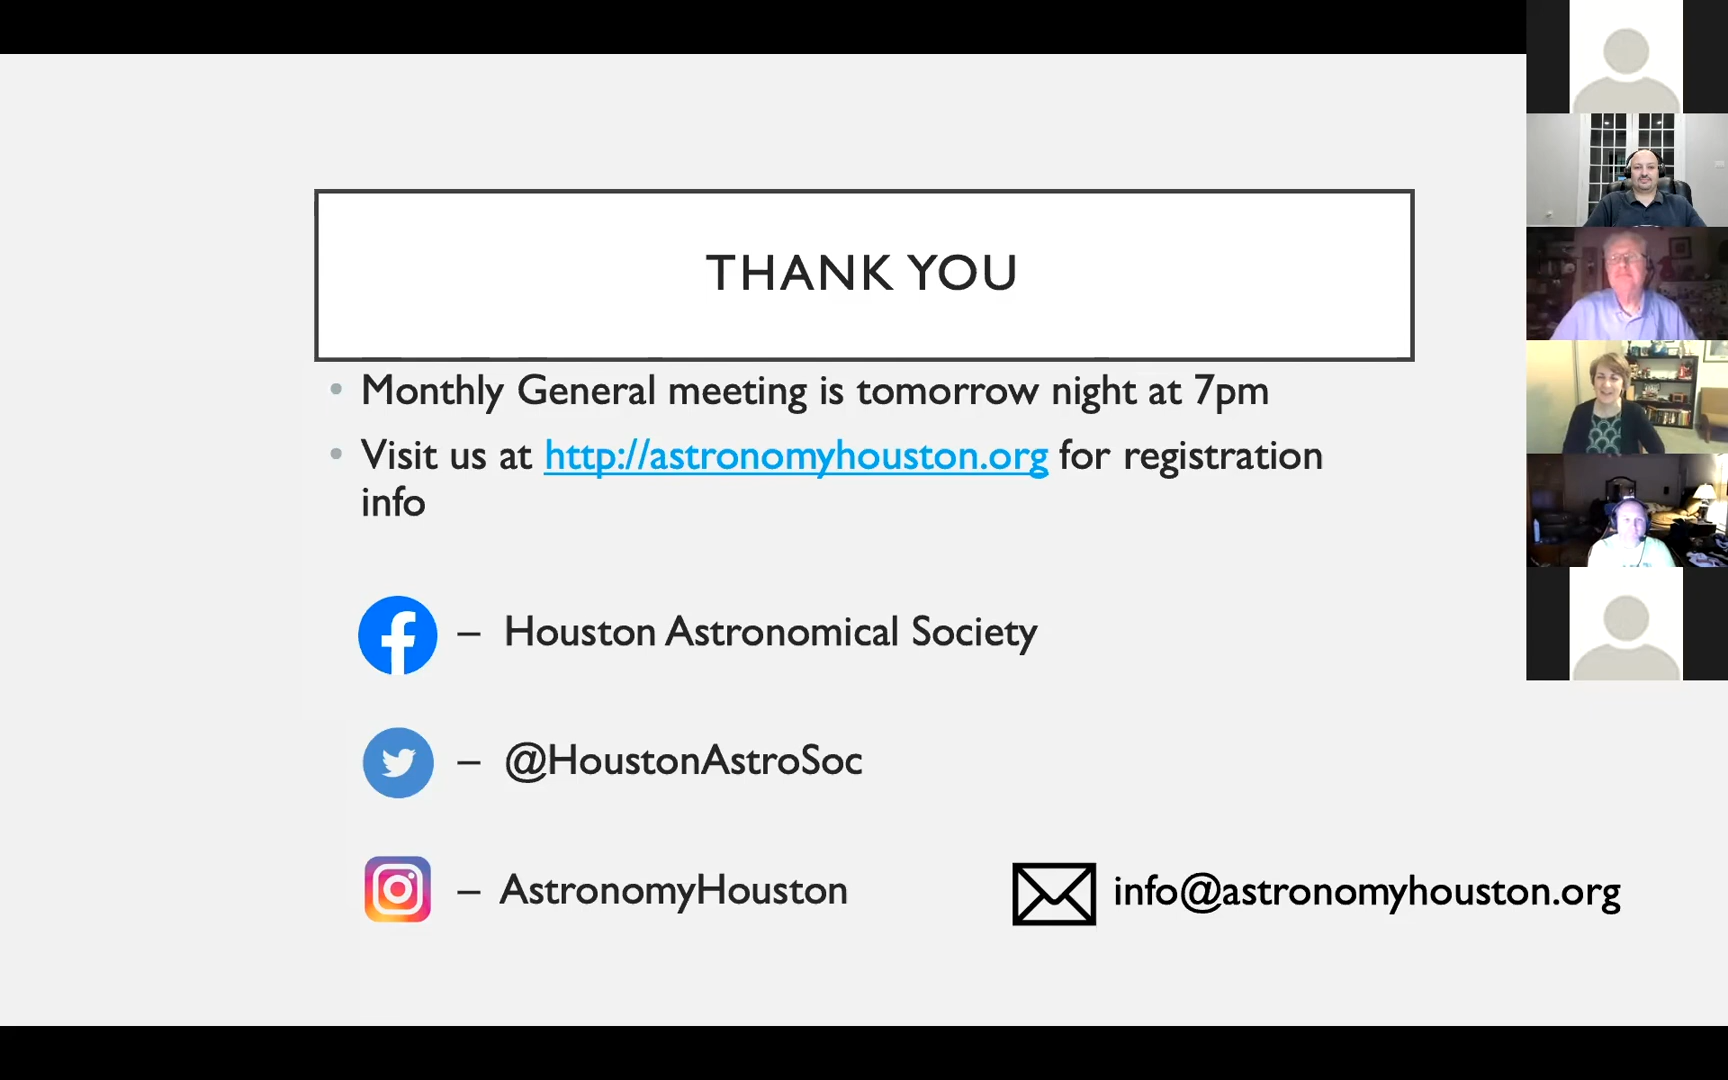 THANK YOU
• Monthly General meeting is tomorrow night at 7pm
• Visit us at http://astronomyhouston.org for registration
info
– Houston Astronomical Society
– @HoustonAstroSoc
– AstronomyHouston
info@astronomyhouston.org